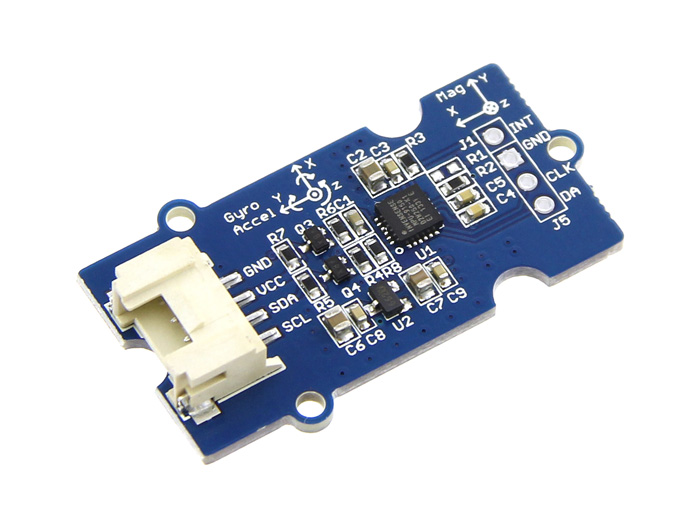 Mag
Y
X
Z
J1
INT
GND
CLK
DA
J5
R1
R2
C5
C4
C2
C3
R3
Gyro
Accel
X
Y
Z
R6
C1
R7
Q3
INVENSENSE
U1
R4
R8
Q4
R5
U2
C7
C9
C6
C8
GND
VCC
SDA
SCL